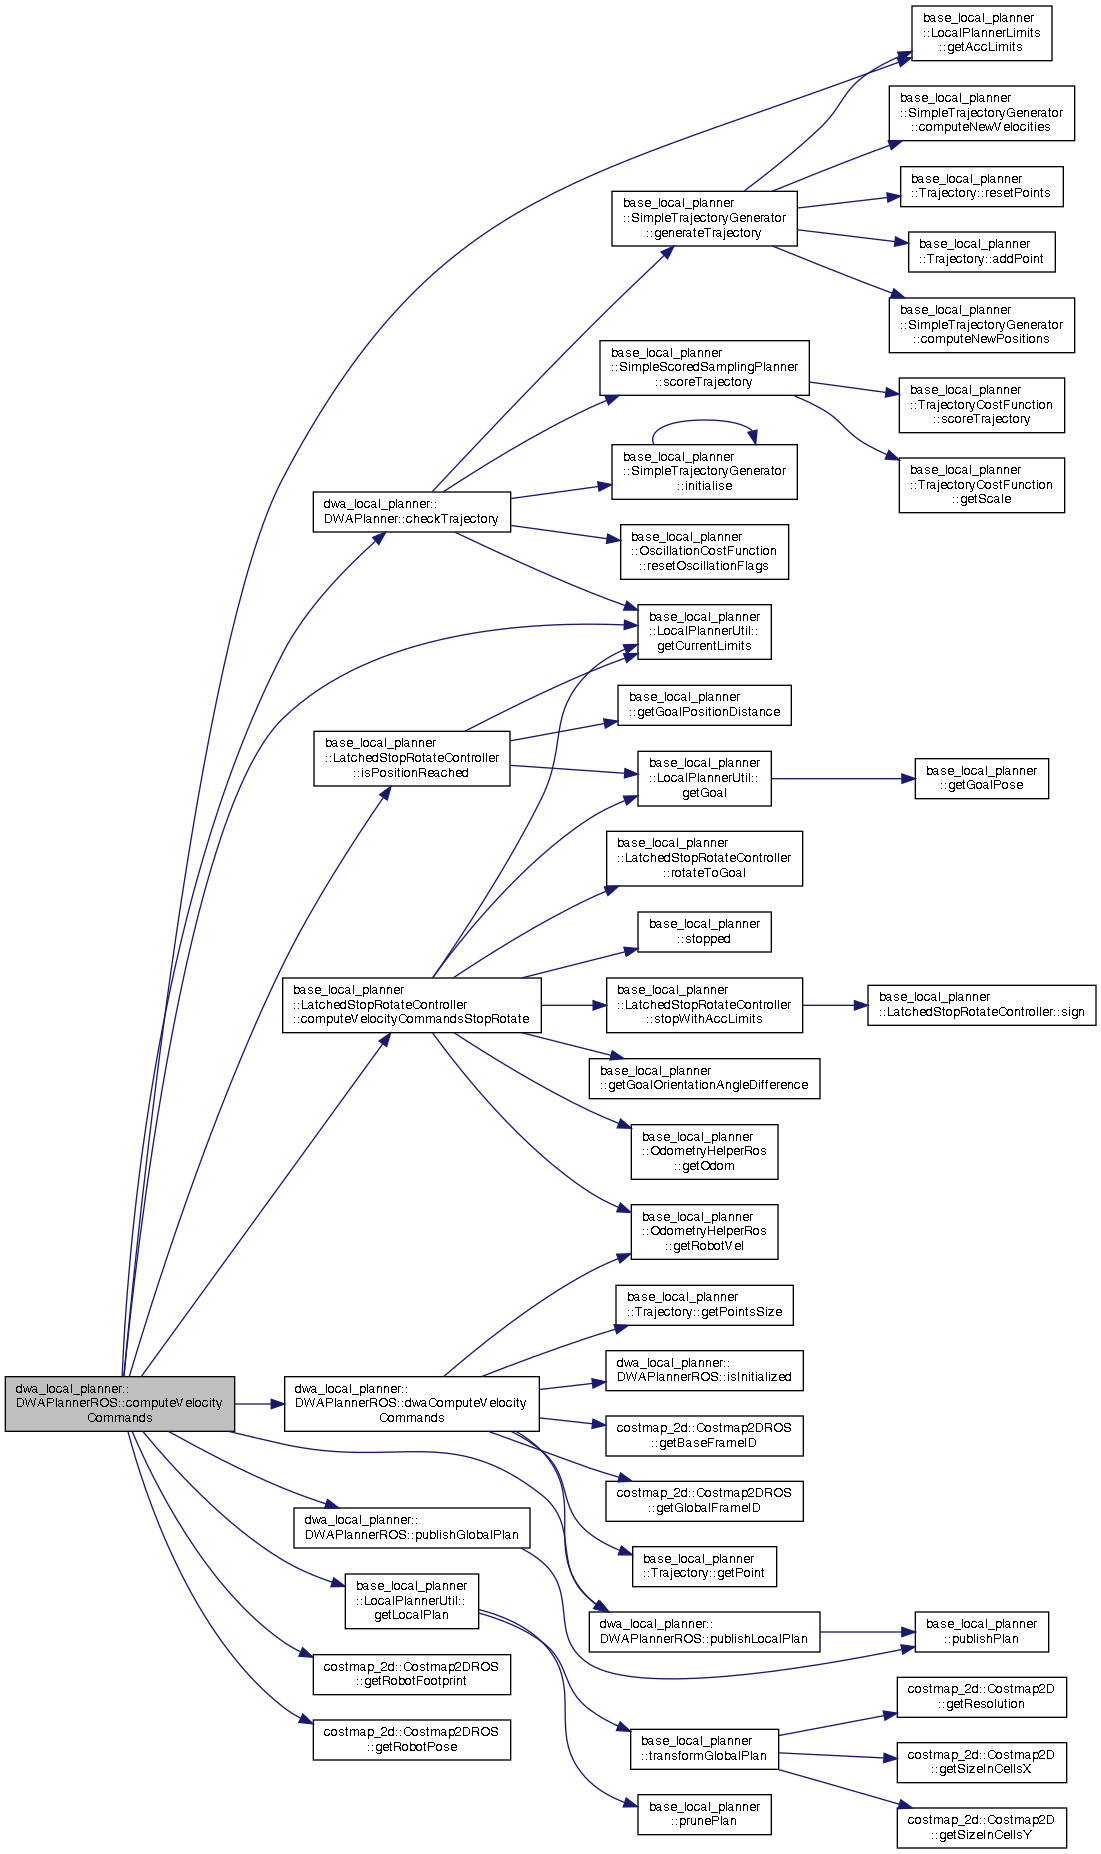 base_local_planner
::LocalPlannerLimits
::getAccLimits
base_local_planner
::SimpleTrajectoryGenerator
::computeNewVelocities
base_local_planner
::Trajectory::resetPoints
base_local_planner
::SimpleTrajectoryGenerator
::generateTrajectory
base_local_planner
::Trajectory::addPoint
base_local_planner
::SimpleTrajectoryGenerator
::computeNewPositions
base_local_planner
::SimpleScoredSamplingPlanner
::scoreTrajectory
base_local_planner
::TrajectoryCostFunction
::scoreTrajectory
base_local_planner
::SimpleTrajectoryGenerator
::initialise
base_local_planner
::TrajectoryCostFunction
::getScale
dwa_local_planner::
DWAPlanner::checkTrajectory
base_local_planner
::OscillationCostFunction
::resetOscillationFlags
base_local_planner
::LocalPlannerUtil::
getCurrentLimits
base_local_planner
::getGoalPositionDistance
base_local_planner
::LatchedStopRotateController
::isPositionReached
base_local_planner
::LocalPlannerUtil::
getGoal
base_local_planner
::getGoalPose
base_local_planner
::LatchedStopRotateController
::rotateToGoal
base_local_planner
::stopped
base_local_planner
::LatchedStopRotateController
::computeVelocityCommandsStopRotate
base_local_planner
::LatchedStopRotateController
::stopWithAccLimits
base_local_planner
::LatchedStopRotateController::sign
base_local_planner
::getGoalOrientationAngleDifference
base_local_planner
::OdometryHelperRos
::getOdom
base_local_planner
::OdometryHelperRos
::getRobotVel
base_local_planner
::Trajectory::getPointsSize
dwa_local_planner::
DWAPlannerROS::isInitialized
dwa_local_planner::
DWAPlannerROS::computeVelocity
Commands
dwa_local_planner::
DWAPlannerROS::dwaComputeVelocity
Commands
costmap_2d::Costmap2DROS
::getBaseFrameID
costmap_2d::Costmap2DROS
::getGlobalFrameID
dwa_local_planner::
DWAPlannerROS::publishGlobalPlan
base_local_planner
::Trajectory::getPoint
base_local_planner
::LocalPlannerUtil::
getLocalPlan
dwa_local_planner::
DWAPlannerROS::publishLocalPlan
base_local_planner
::publishPlan
costmap_2d::Costmap2DROS
::getRobotFootprint
costmap_2d::Costmap2D
::getResolution
costmap_2d::Costmap2DROS
::getRobotPose
base_local_planner
::transformGlobalPlan
costmap_2d::Costmap2D
::getSizeInCellsX
base_local_planner
::prunePlan
costmap_2d::Costmap2D
::getSizeInCellsY